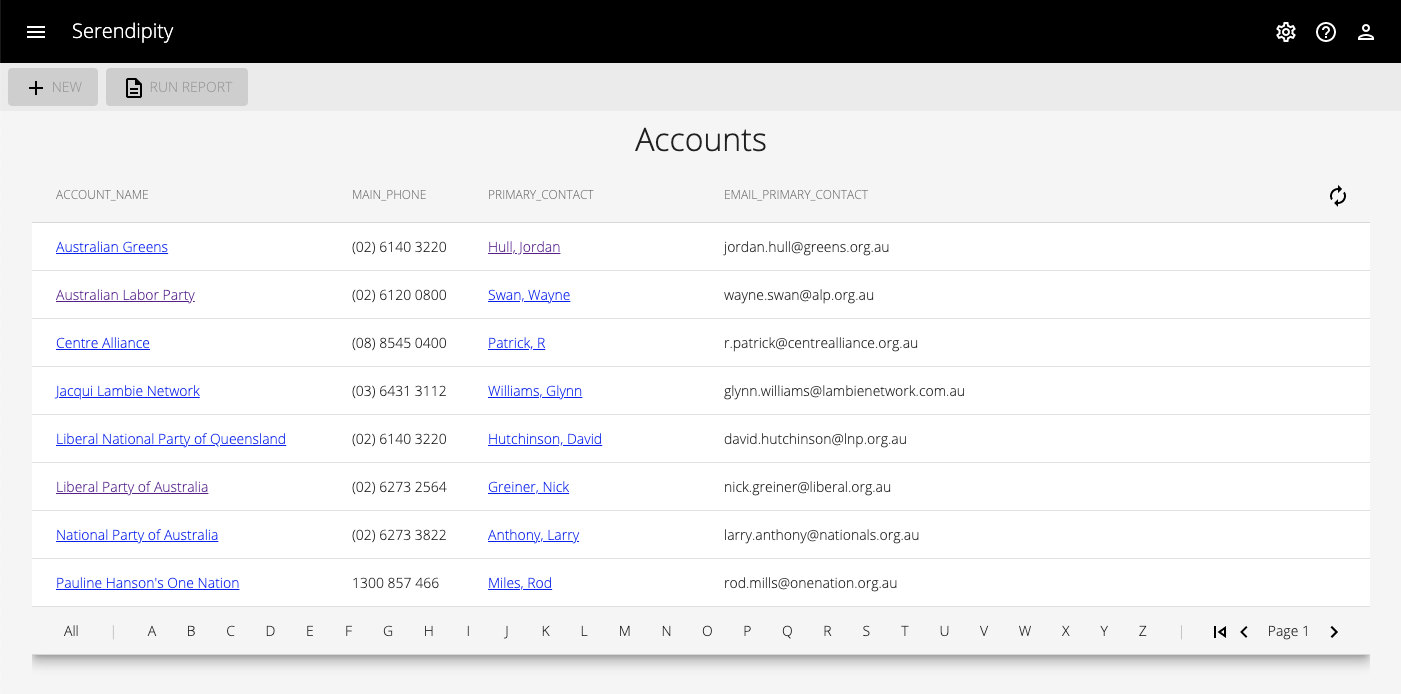 Serendipity
NEW RUN REPORT
Accounts
ACCOUNT_NAME MAIN_PHONE PRIMARY_CONTACT EMAIL_PRIMARY_CONTACT
Australian Greens (02) 6140 3220 Hull, Jordan jordan.hull@greens.org.au
Australian Labor Party (02) 6120 0800 Swan, Wayne wayne.swan@alp.org.au
Centre Alliance (08) 8545 0400 Patrick, R r.patrick@centrealliance.org.au
Jacqui Lambie Network (03) 6431 3112 Williams, Glynn glynn.williams@lambienetwork.com.au
Liberal National Party of Queensland (02) 6140 3220 Hutchinson, David david.hutchinson@lnp.org.au
Liberal Party of Australia (02) 6273 2564 Greiner, Nick nick.greiner@liberal.org.au
National Party of Australia (02) 6273 3822 Anthony, Larry larry.anthony@nationals.org.au
Pauline Hanson's One Nation 1300 857 466 Miles, Rod rod.mills@onenation.org.au
All | A B C D E F G H I J K L M N O P Q R S T U V W X Y Z | Page 1